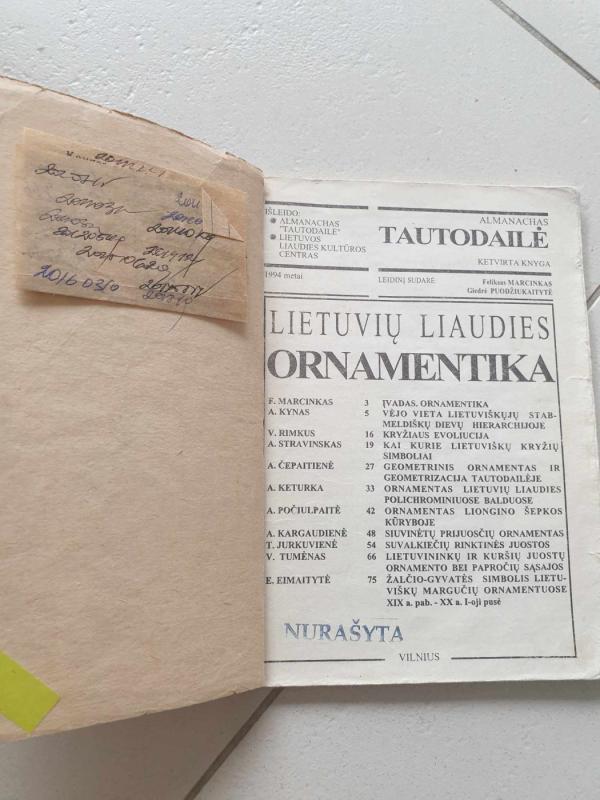 2016 03/0
IŠLEIDO:
● ALMANACHAS
"TAUTODAILĖ"
● LIETUVOS
LIAUDIES KULTŪROS
CENTRAS
1994 metai
ALMANACHAS
TAUTODAILĖ
KETVIRTA KNYGA
LEIDINĮ SUDARĖ Feliksas MARCINKAS
Giedrė PUODŽIUKAITYTĖ
LIETUVIŲ LIAUDIES
ORNAMENTIKA
F. MARCINKAS 3 ĮVADAS. ORNAMENTIKA
A. KYNAS 5 VĖJO VIETA LIETUVIŠKŲJŲ STAB-
MELDIŠKŲ DIEVŲ HIERARCHIJOJE
V. RIMKUS 16 KRYŽIAUS EVOLIUCIJA
A. STRAVINSKAS 19 KAI KURIE LIETUVIŠKŲ KRYŽIŲ
SIMBOLIAI
A. ČEPAITIENĖ 27 GEOMETRINIS ORNAMENTAS IR
GEOMETRIZACIJA TAUTODAILĖJE
A. KETURKA 33 ORNAMENTAS LIETUVIŲ LIAUDIES
POLICHROMINIUOSE BALDUOSE
A. POČIULPAITĖ 42 ORNAMENTAS LIONGINO ŠEPKOS
KŪRYBOJE
A. KARGAUDIENĖ 48 SIUVINĖTŲ PRIJUOSČIŲ ORNAMENTAS
T. JURKUVIENĖ 54 SUVALKIEČIŲ RINKTINĖS JUOSTOS
V. TUMĖNAS 66 LIETUVININKŲ IR KURŠIŲ JUOSTŲ
ORNAMENTO BEI PAPROČIŲ SĄSAJOS
E. EIMAITYTĖ 75 ŽALČIO-GYVATĖS SIMBOLIS LIETU-
VIŠKŲ MARGUČIŲ ORNAMENTUOSE
XIX a. pab. - XX a. I-oji pusė
NURAŠYTA
VILNIUS